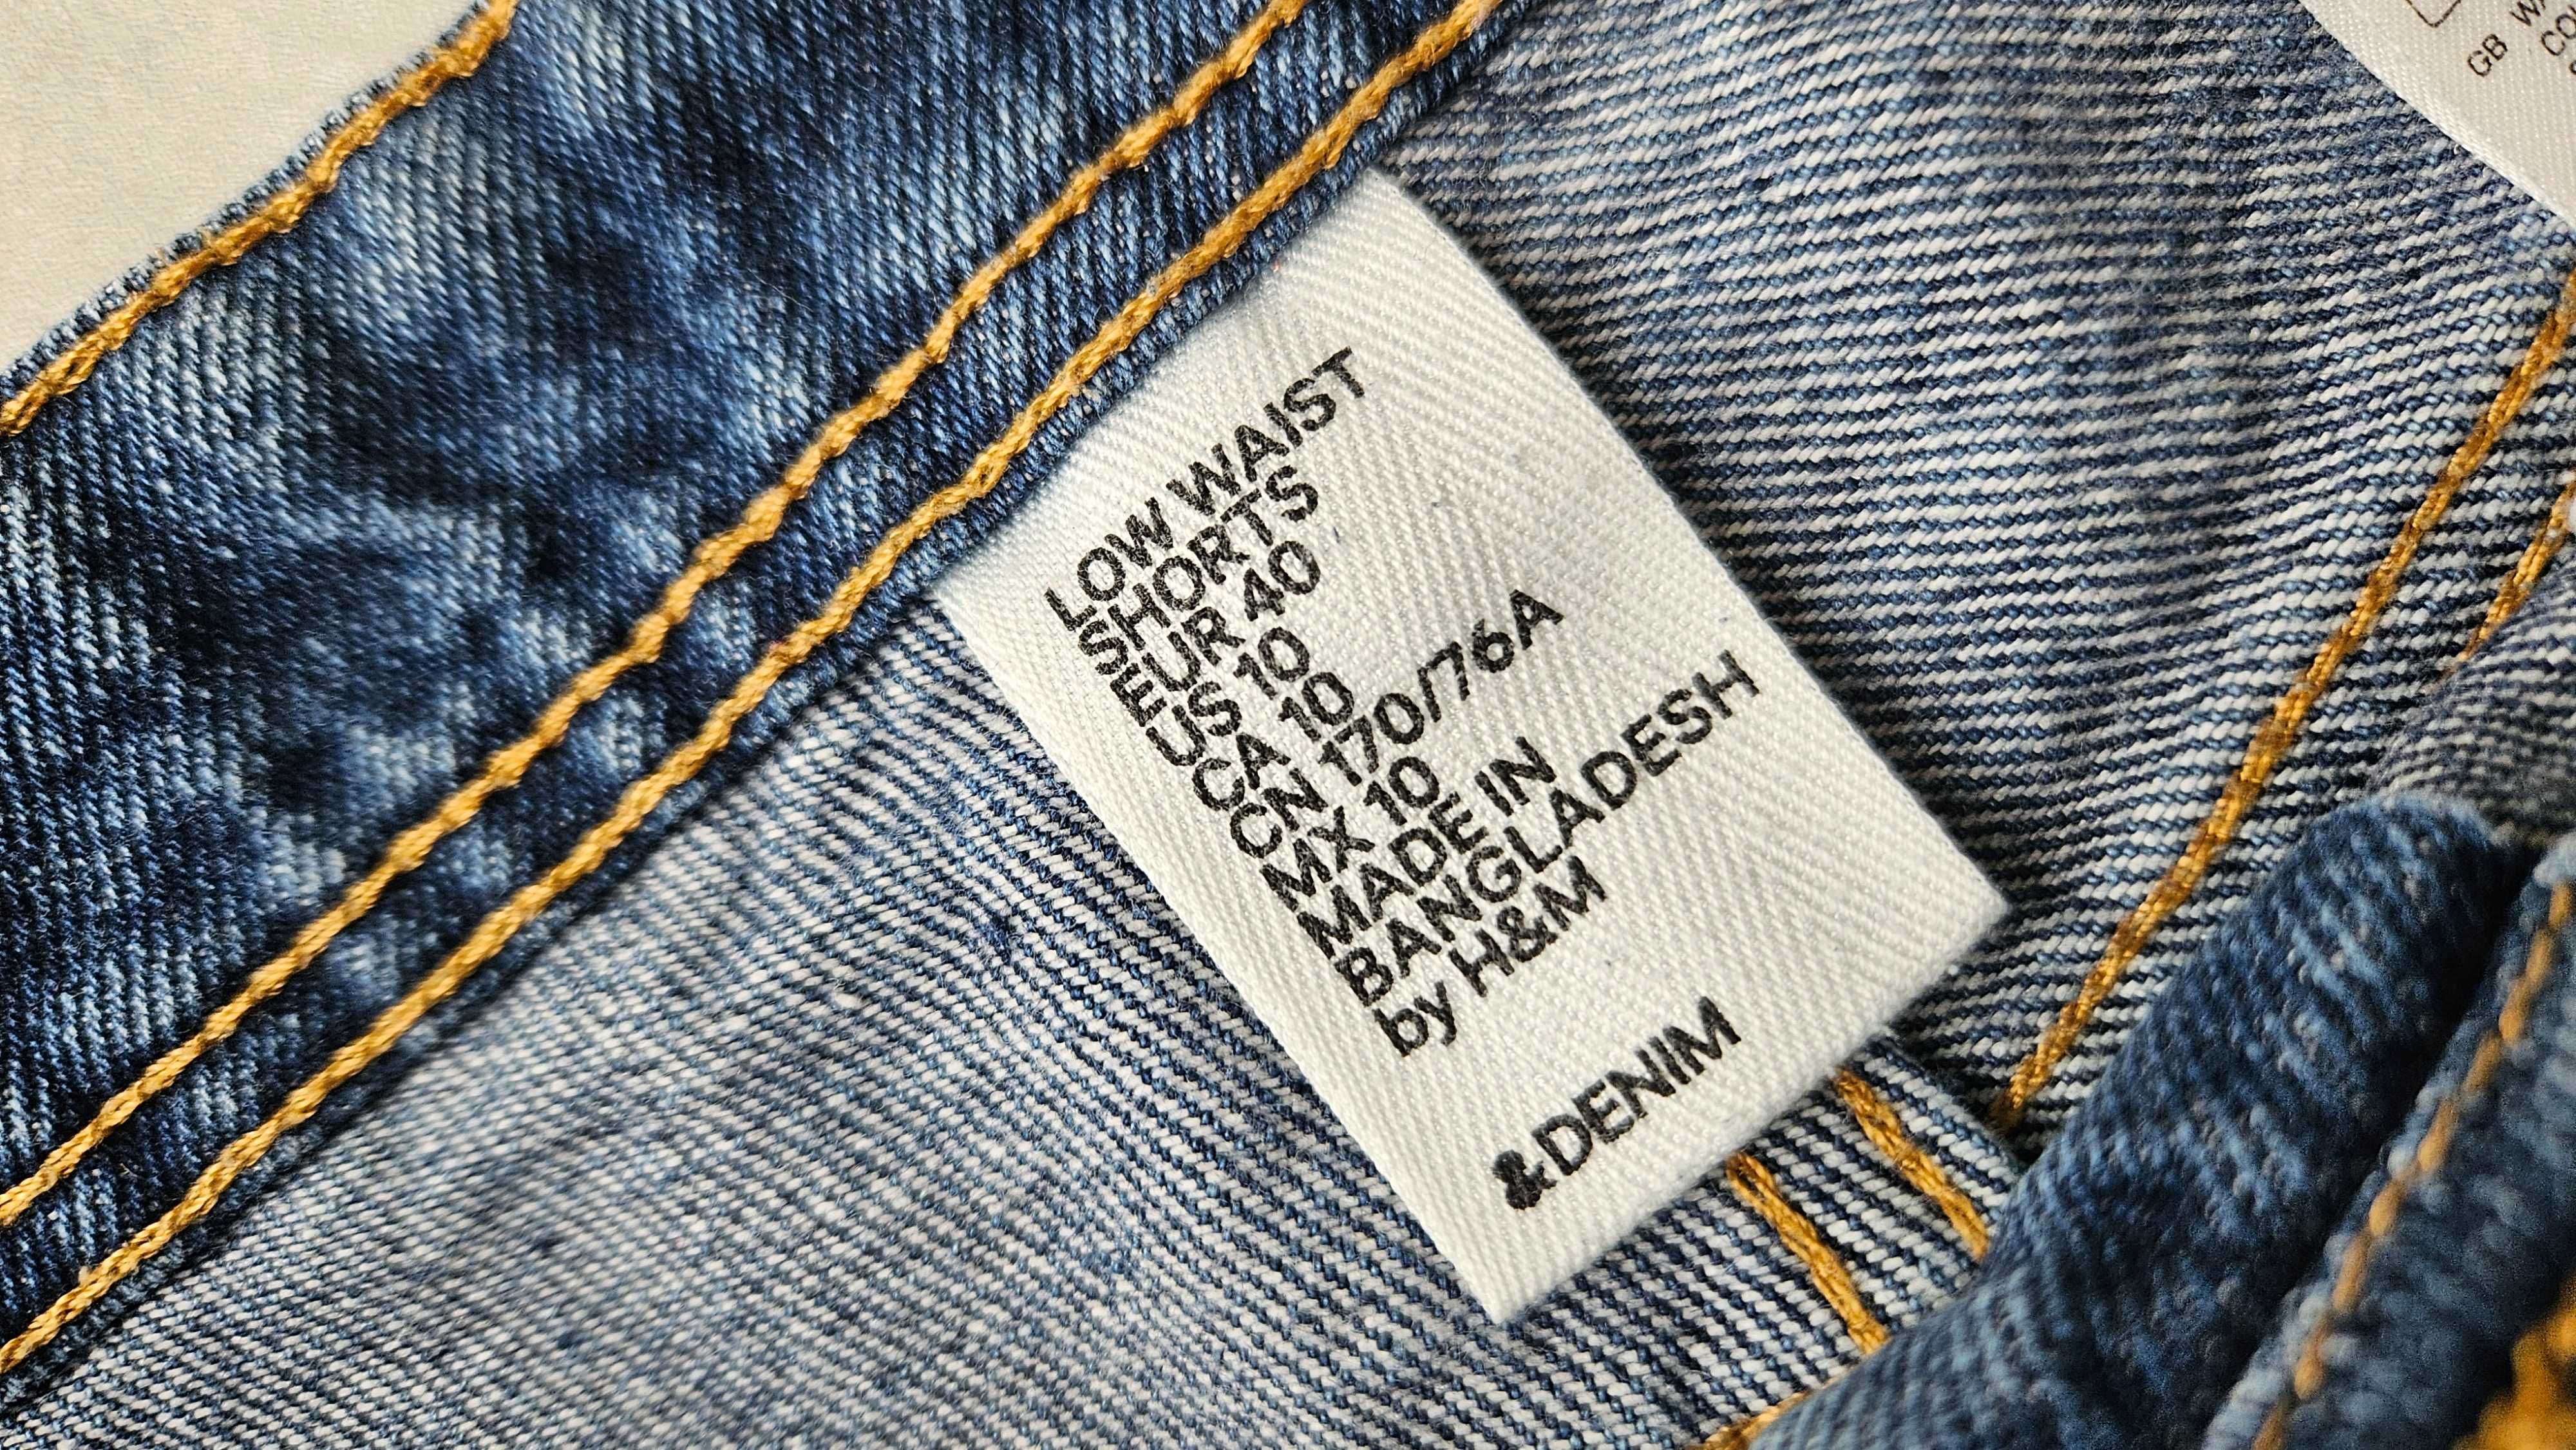 LOW WAIST
SHORTS
EUR 40
US 10
CA 10
CN 170/76A
MX 10
MADE IN
BANGLADESH
by H&M
&DENIM
GB